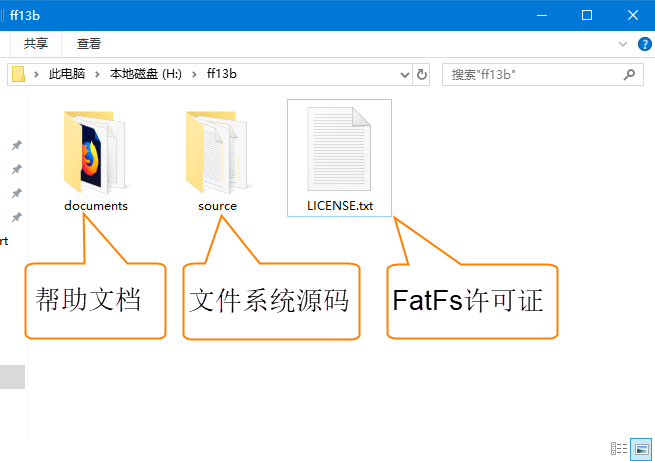 ff13b
共享 查看
此电脑 本地磁盘 (H:) ff13b
搜索"ff13b"
documents source LICENSE.txt
rt
帮助文档 文件系统源码 FatFs许可证